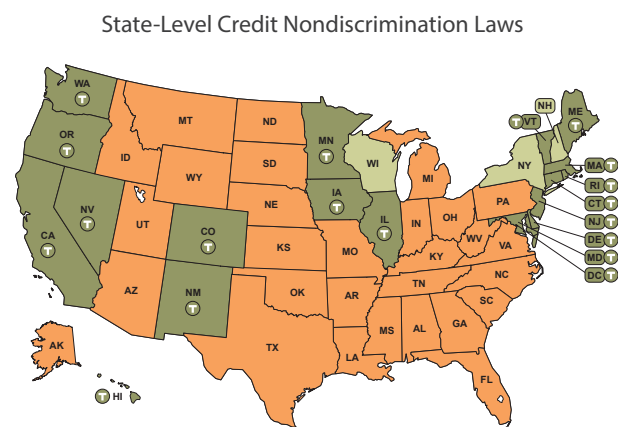 State-Level Credit Nondiscrimination Laws
WA
T
MT
ND
MN
T
NH
T VT
ME
T
OR
T
ID
SD
WI
NY
MA T
WY
MI
RI T
CT T
NV
T
NE
IA
T
PA
NJ T
CA
T
UT
CO
T
IL
T
IN
OH
DE T
KS
MO
KY
WV
VA
MD T
DC T
AZ
NM
T
OK
AR
TN
NC
SC
TX
LA
MS
AL
GA
AK
FL
T HI